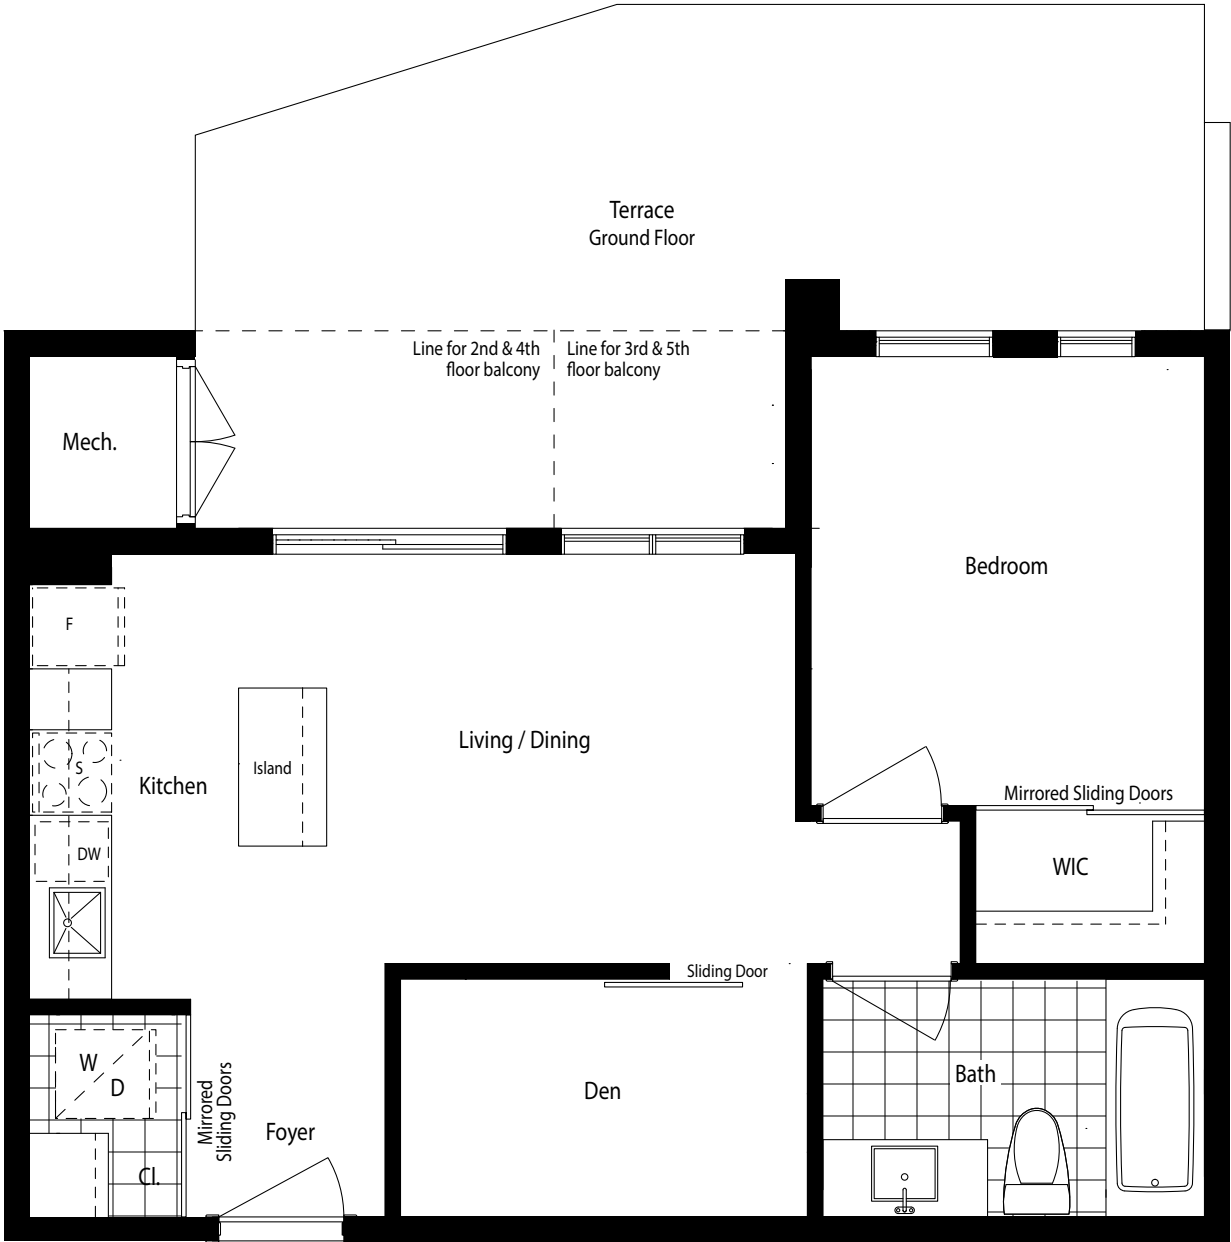 Terrace
Ground Floor
Line for 2nd & 4th
floor balcony
Line for 3rd & 5th
floor balcony
Mech.
Bedroom
F
Living / Dining
S
Kitchen
Island
Mirrored Sliding Doors
DW
WIC
Sliding Door
W
D
Mirrored
Sliding Doors
Foyer
Den
Bath
Cl.